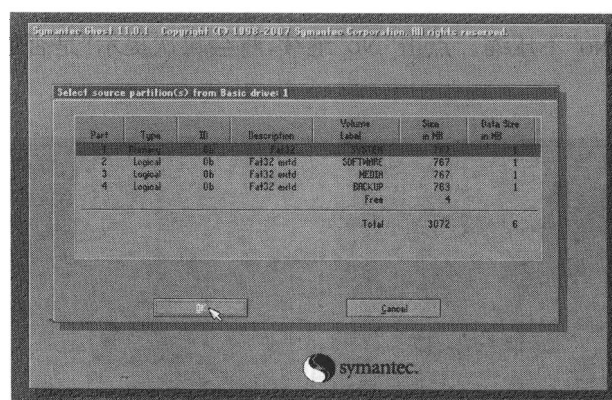 Symantec Ghost 11.0.1 Copyright (C) 1998-2007 Symantec Corporation. All rights reserved.
Select source partition(s) from Basic drive: 1
Part Type ID Description Volume Label Size in MB Data Size in MB
1 Primary 0b Fat32 SYSTEM 767 1
2 Logical 0b Fat32 extd SOFTWARE 767 1
3 Logical 0b Fat32 extd MEDIA 767 1
4 Logical 0b Fat32 extd BACKUP 763 1
Free 4
Total 3072 6
Cancel
symantec.